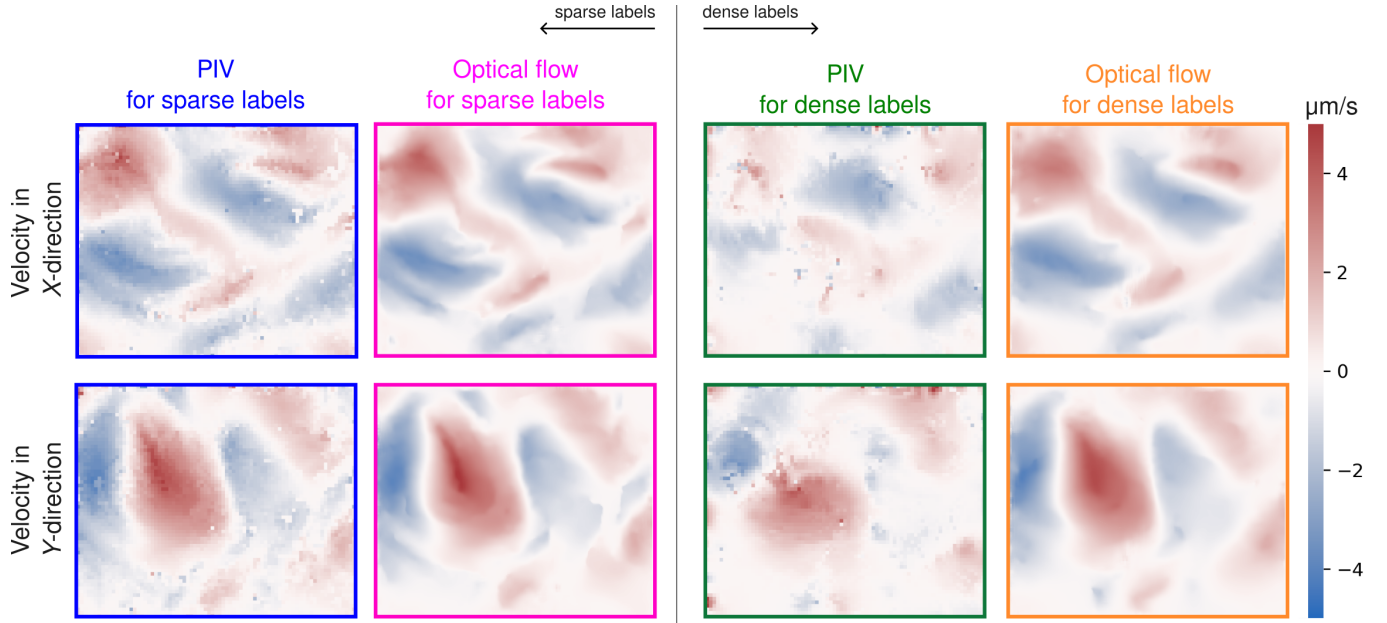 sparse labels
dense labels
PIV
for sparse labels
Optical flow
for sparse labels
PIV
for dense labels
Optical flow
for dense labels
µm/s
Velocity in
X-direction
Velocity in
Y-direction
4
2
0
−2
−4